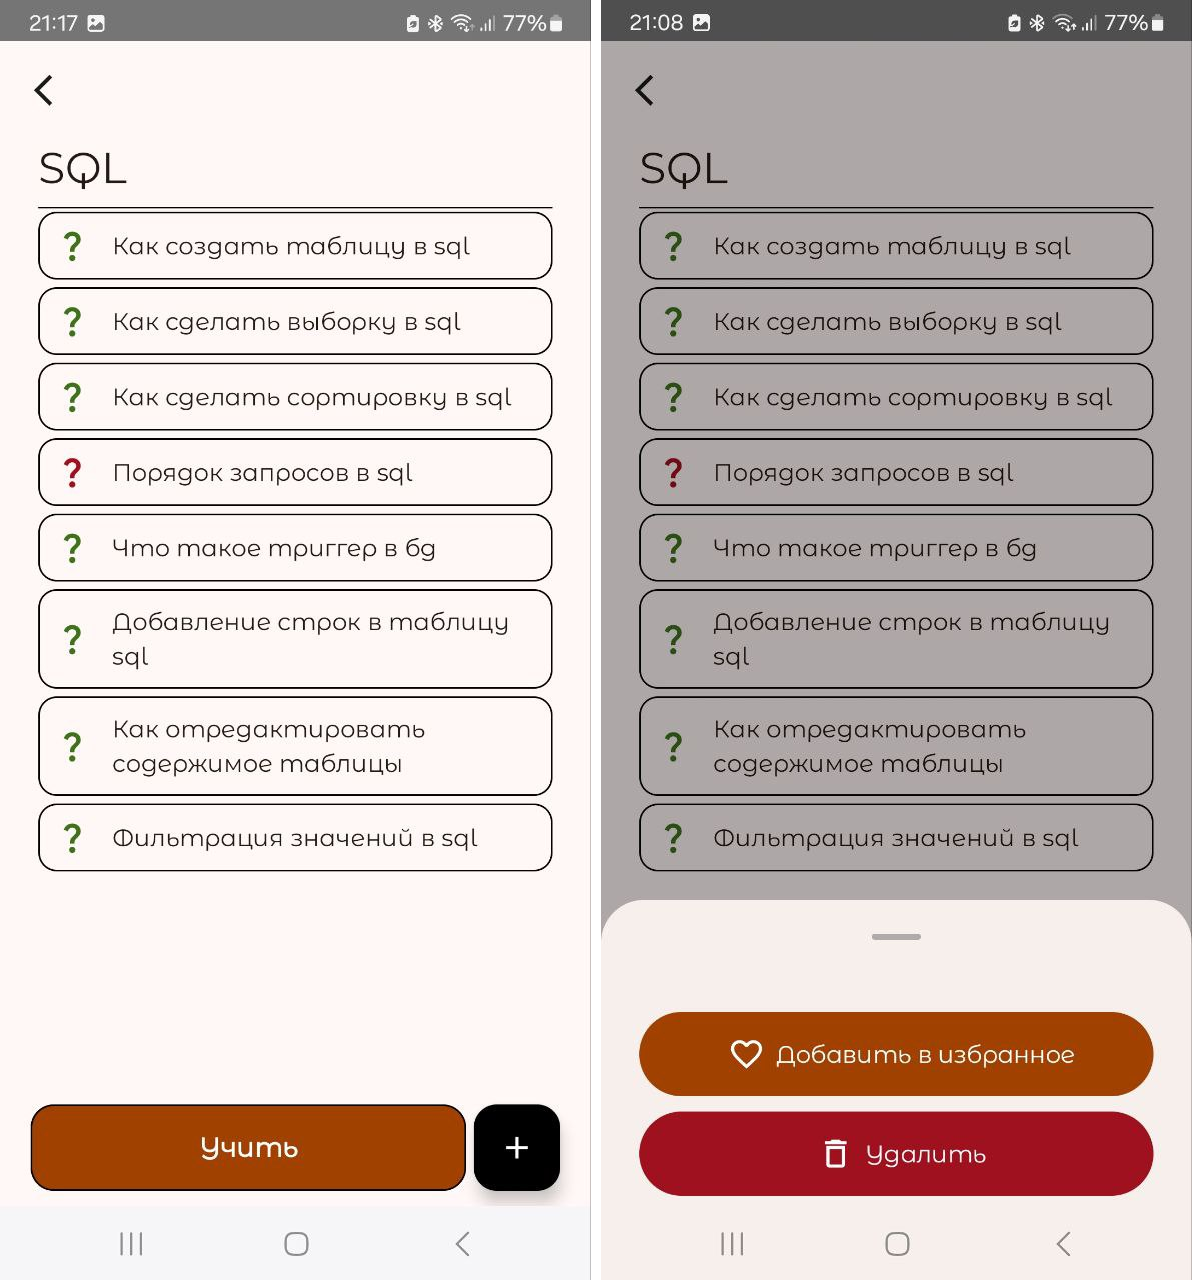 21:17
77%
SQL
?
Как создать таблицу в sql
?
Как сделать выборку в sql
?
Как сделать сортировку в sql
?
Порядок запросов в sql
?
Что такое триггер в бд
?
Добавление строк в таблицу
sql
?
Как отредактировать
содержимое таблицы
?
Фильтрация значений в sql
Учить
+
21:08
77%
SQL
?
Как создать таблицу в sql
?
Как сделать выборку в sql
?
Как сделать сортировку в sql
?
Порядок запросов в sql
?
Что такое триггер в бд
?
Добавление строк в таблицу
sql
?
Как отредактировать
содержимое таблицы
?
Фильтрация значений в sql
Добавить в избранное
Удалить